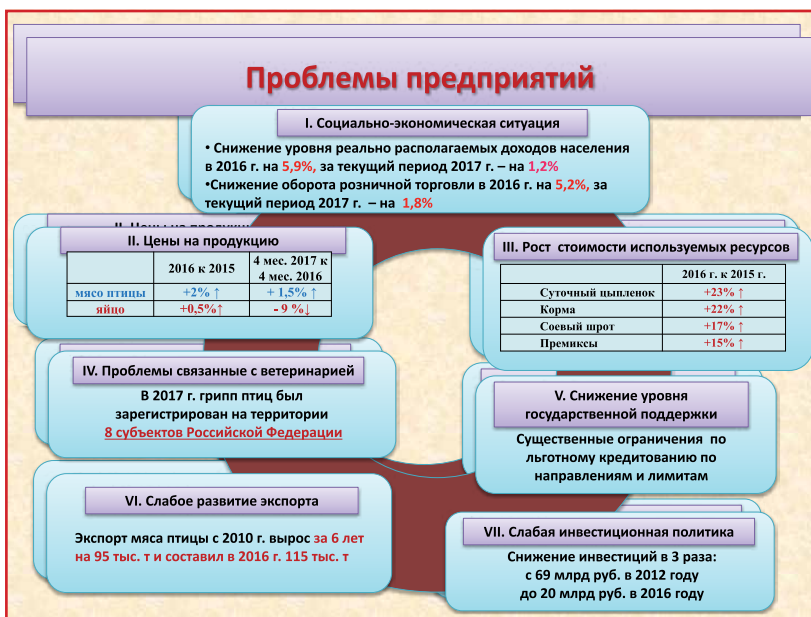 Проблемы предприятий
I. Социально-экономическая ситуация
• Снижение уровня реально располагаемых доходов населения
в 2016 г. на 5,9%, за текущий период 2017 г. – на 1,2%
•Снижение оборота розничной торговли в 2016 г. на 5,2%, за
текущий период 2017 г. – на 1,8%
II. Цены на продукцию
2016 к 2015
4 мес. 2017 к
4 мес. 2016
мясо птицы +2% ↑ + 1,5% ↑
яйцо +0,5%↑ - 9 %↓
III. Рост стоимости используемых ресурсов
2016 г. к 2015 г.
Суточный цыпленок +23% ↑
Корма +22% ↑
Соевый шрот +17% ↑
Премиксы +15% ↑
IV. Проблемы связанные с ветеринарией
В 2017 г. грипп птиц был
зарегистрирован на территории
8 субъектов Российской Федерации
V. Снижение уровня
государственной поддержки
Существенные ограничения по
льготному кредитованию по
направлениям и лимитам
VI. Слабое развитие экспорта
Экспорт мяса птицы с 2010 г. вырос за 6 лет
на 95 тыс. т и составил в 2016 г. 115 тыс. т
VII. Слабая инвестиционная политика
Снижение инвестиций в 3 раза:
с 69 млрд руб. в 2012 году
до 20 млрд руб. в 2016 году